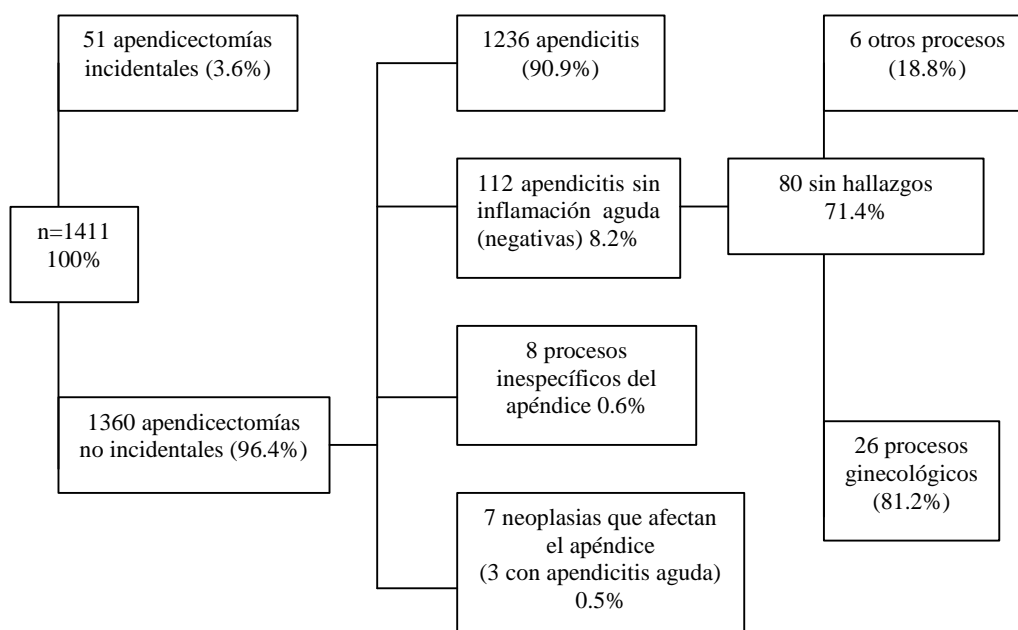 n=1411
100%
51 apendicectomías
incidentales (3.6%)
1360 apendicectomías
no incidentales (96.4%)
1236 apendicitis
(90.9%)
112 apendicitis sin
inflamación aguda
(negativas) 8.2%
8 procesos
inespecíficos del
apéndice 0.6%
7 neoplasias que afectan
el apéndice
(3 con apendicitis aguda)
0.5%
6 otros procesos
(18.8%)
80 sin hallazgos
71.4%
26 procesos
ginecológicos
(81.2%)